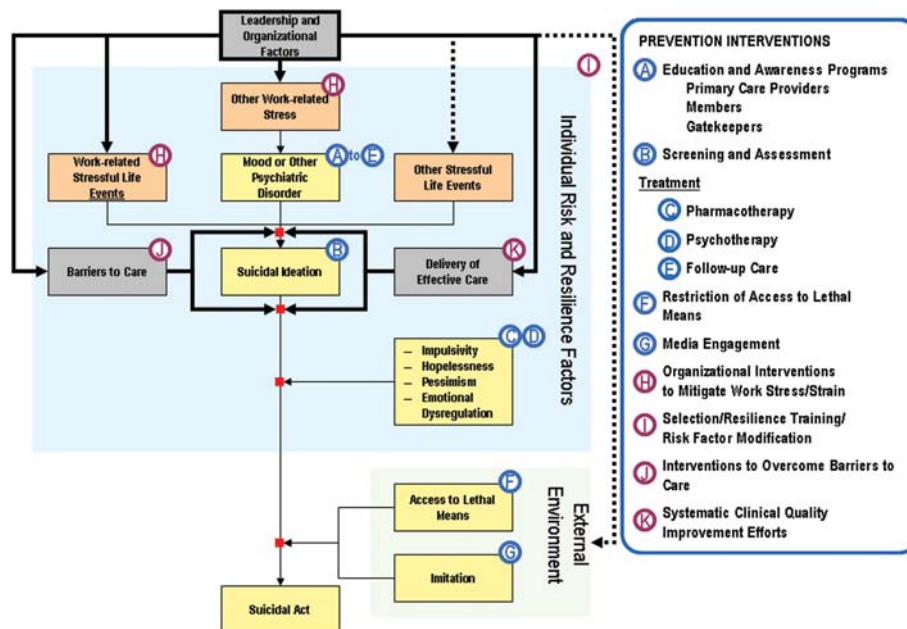 Leadership and
Organizational
Factors
I
H
Other Work-related
Stress
H
Work-related
Stressful Life
Events
A to E
Mood or Other
Psychiatric
Disorder
Other Stressful
Life Events
J
Barriers to Care
B
Suicidal Ideation
K
Delivery of
Effective Care
C D
– Impulsivity
– Hopelessness
– Pessimism
– Emotional
Dysregulation
Individual Risk and Resilience Factors
F
Access to Lethal
Means
G
Imitation
External
Environment
Suicidal Act
PREVENTION INTERVENTIONS
A Education and Awareness Programs
Primary Care Providers
Members
Gatekeepers
B Screening and Assessment
Treatment
C Pharmacotherapy
D Psychotherapy
E Follow-up Care
F Restriction of Access to Lethal
Means
G Media Engagement
H Organizational Interventions
to Mitigate Work Stress/Strain
I Selection/Resilience Training/
Risk Factor Modification
J Interventions to Overcome Barriers to
Care
K Systematic Clinical Quality
Improvement Efforts